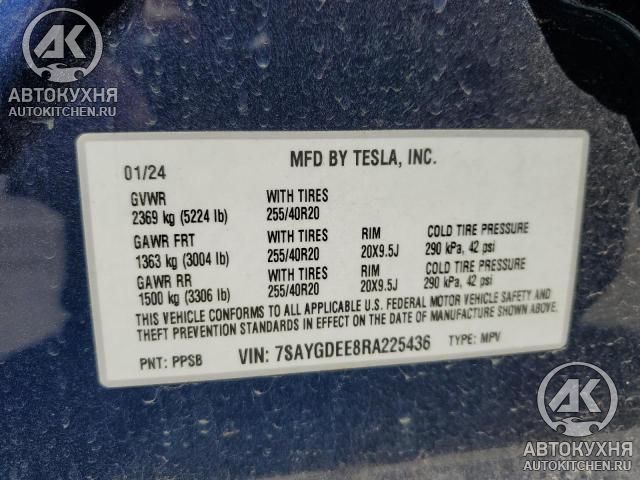 АК
АВТОКУХНЯ
AUTOKITCHEN.RU
01/24
MFD BY TESLA, INC.
GVWR
2369 kg (5224 lb)
WITH TIRES
255/40R20
GAWR FRT
1363 kg (3004 lb)
WITH TIRES
255/40R20
RIM
20X9.5J
COLD TIRE PRESSURE
290 kPa, 42 psi
GAWR RR
1500 kg (3306 lb)
WITH TIRES
255/40R20
RIM
20X9.5J
COLD TIRE PRESSURE
290 kPa, 42 psi
THIS VEHICLE CONFORMS TO ALL APPLICABLE U.S. FEDERAL MOTOR VEHICLE SAFETY AND
THEFT PREVENTION STANDARDS IN EFFECT ON THE DATE OF MANUFACTURE SHOWN ABOVE.
PNT: PPSB
VIN: 7SAYGDEE8RA225436
TYPE: MPV
АК
АВТОКУХНЯ
AUTOKITCHEN.RU